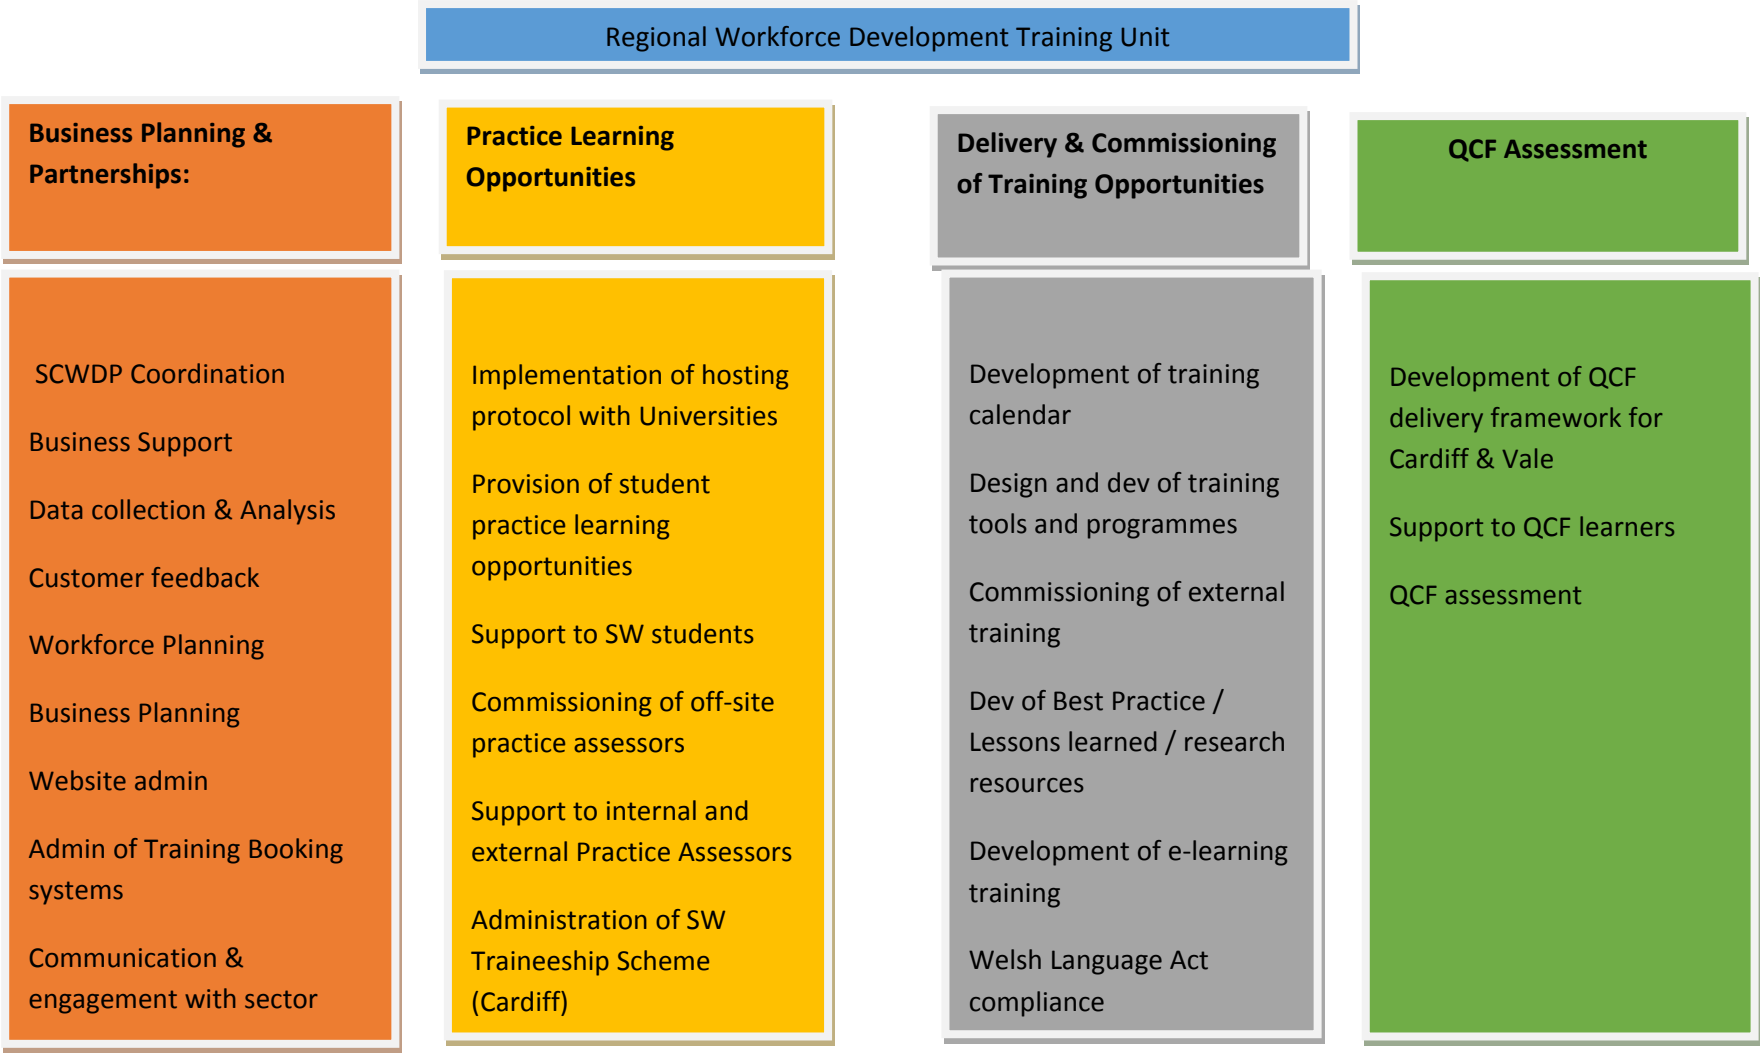 Regional Workforce Development Training Unit
Business Planning &
Partnerships:
SCWDP Coordination
Business Support
Data collection & Analysis
Customer feedback
Workforce Planning
Business Planning
Website admin
Admin of Training Booking
systems
Communication &
engagement with sector
Practice Learning
Opportunities
Implementation of hosting
protocol with Universities
Provision of student
practice learning
opportunities
Support to SW students
Commissioning of off-site
practice assessors
Support to internal and
external Practice Assessors
Administration of SW
Traineeship Scheme
(Cardiff)
Delivery & Commissioning
of Training Opportunities
Development of training
calendar
Design and dev of training
tools and programmes
Commissioning of external
training
Dev of Best Practice /
Lessons learned / research
resources
Development of e-learning
training
Welsh Language Act
compliance
QCF Assessment
Development of QCF
delivery framework for
Cardiff & Vale
Support to QCF learners
QCF assessment